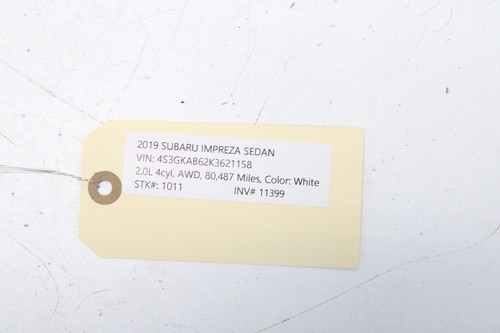 2019 SUBARU IMPREZA SEDAN
VIN: 4S3GKAB62K3621158
2.0L 4cyl, AWD, 80,487 Miles, Color: White
STK#: 1011 INV# 11399